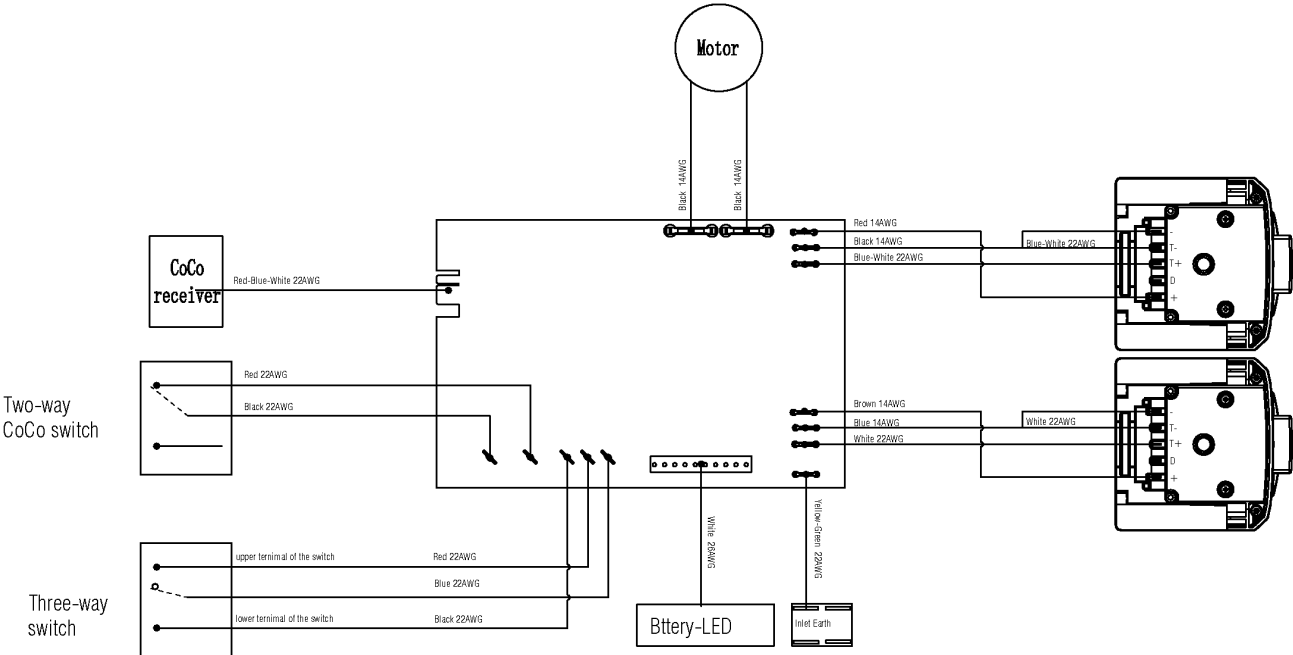 Motor
Black 14AWG
Black 14AWG
CoCo
receiver
Red-Blue-White 22AWG
Red 14AWG
Black 14AWG
Blue-White 22AWG
Blue-White 22AWG
-
T-
T+
D
+
Two-way
CoCo switch
Red 22AWG
Black 22AWG
Brown 14AWG
Blue 14AWG
White 22AWG
White 22AWG
-
T-
T+
D
+
Three-way
switch
upper ternimal of the switch
Red 22AWG
Blue 22AWG
lower ternimal of the switch
Black 22AWG
White 26AWG
Bttery-LED
Yellow-Green 22AWG
Inlet Earth